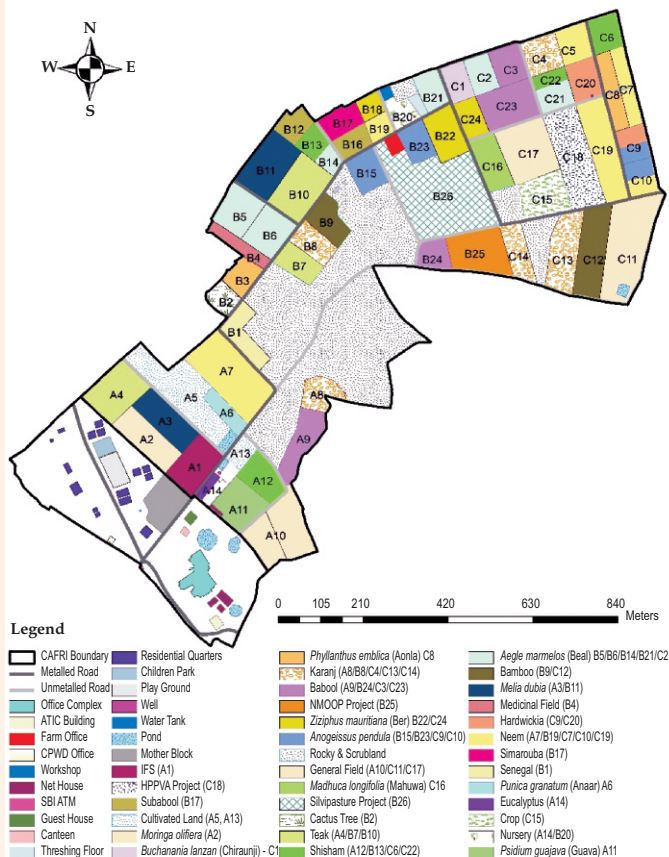 N
W E
S
C6
C5
C4
C3
C2
C1
C7
C8
C20
C22
C21
C23
C24
B21
B18
B20
B17
B19
B12
B13
B16
B14
B22
B23
B15
B11
B10
C9
C10
C19
C18
C17
C16
C15
B26
B5
B6
B9
B8
B7
B4
B3
B2
B1
B24
B25
C14
C13
C12
C11
A7
A4
A5
A6
A3
A2
A1
A8
A9
A13
A12
A14
A11
A10
0 105 210 420 630 840
Meters
Legend
CAFRI Boundary
Metalled Road
Unmetalled Road
Office Complex
ATIC Building
Farm Office
CPWD Office
Workshop
Net House
SBI ATM
Guest House
Canteen
Threshing Floor
Residential Quarters
Children Park
Play Ground
Well
Water Tank
Pond
Mother Block
IFS (A1)
HPPVA Project (C18)
Subabool (B17)
Cultivated Land (A5, A13)
Moringa olifera (A2)
Buchanania lanzan (Chiraunji) - C1
Phyllanthus emblica (Aonla) C8
Karanj (A8/B8/C4/C13/C14)
Babool (A9/B24/C3/C23)
NMOOP Project (B25)
Ziziphus mauritiana (Ber) B22/C24
Anogeissus pendula (B15/B23/C9/C10)
Rocky & Scrubland
General Field (A10/C11/C17)
Madhuca longifolia (Mahuwa) C16
Silvipasture Project (B26)
Cactus Tree (B2)
Teak (A4/B7/B10)
Shisham (A12/B13/C6/C22)
Aegle marmelos (Beal) B5/B6/B14/B21/C2
Bamboo (B9/C12)
Melia dubia (A3/B11)
Medicinal Field (B4)
Hardwickia (C9/C20)
Neem (A7/B19/C7/C10/C19)
Simarouba (B17)
Senegal (B1)
Punica granatum (Anaar) A6
Eucalyptus (A14)
Crop (C15)
Nursery (A14/B20)
Psidium guajava (Guava) A11